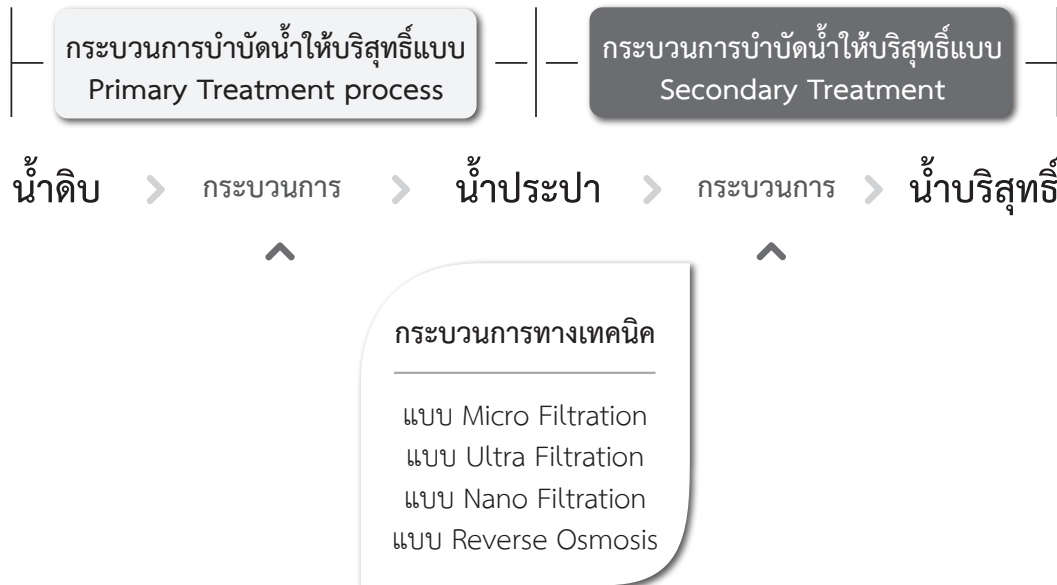 กระบวนการบำบัดน้ำให้บริสุทธิ์แบบ
Primary Treatment process
กระบวนการบำบัดน้ำให้บริสุทธิ์แบบ
Secondary Treatment
น้ำดิบ > กระบวนการ > น้ำประปา > กระบวนการ > น้ำบริสุทธิ์
กระบวนการทางเทคนิค
แบบ Micro Filtration
แบบ Ultra Filtration
แบบ Nano Filtration
แบบ Reverse Osmosis